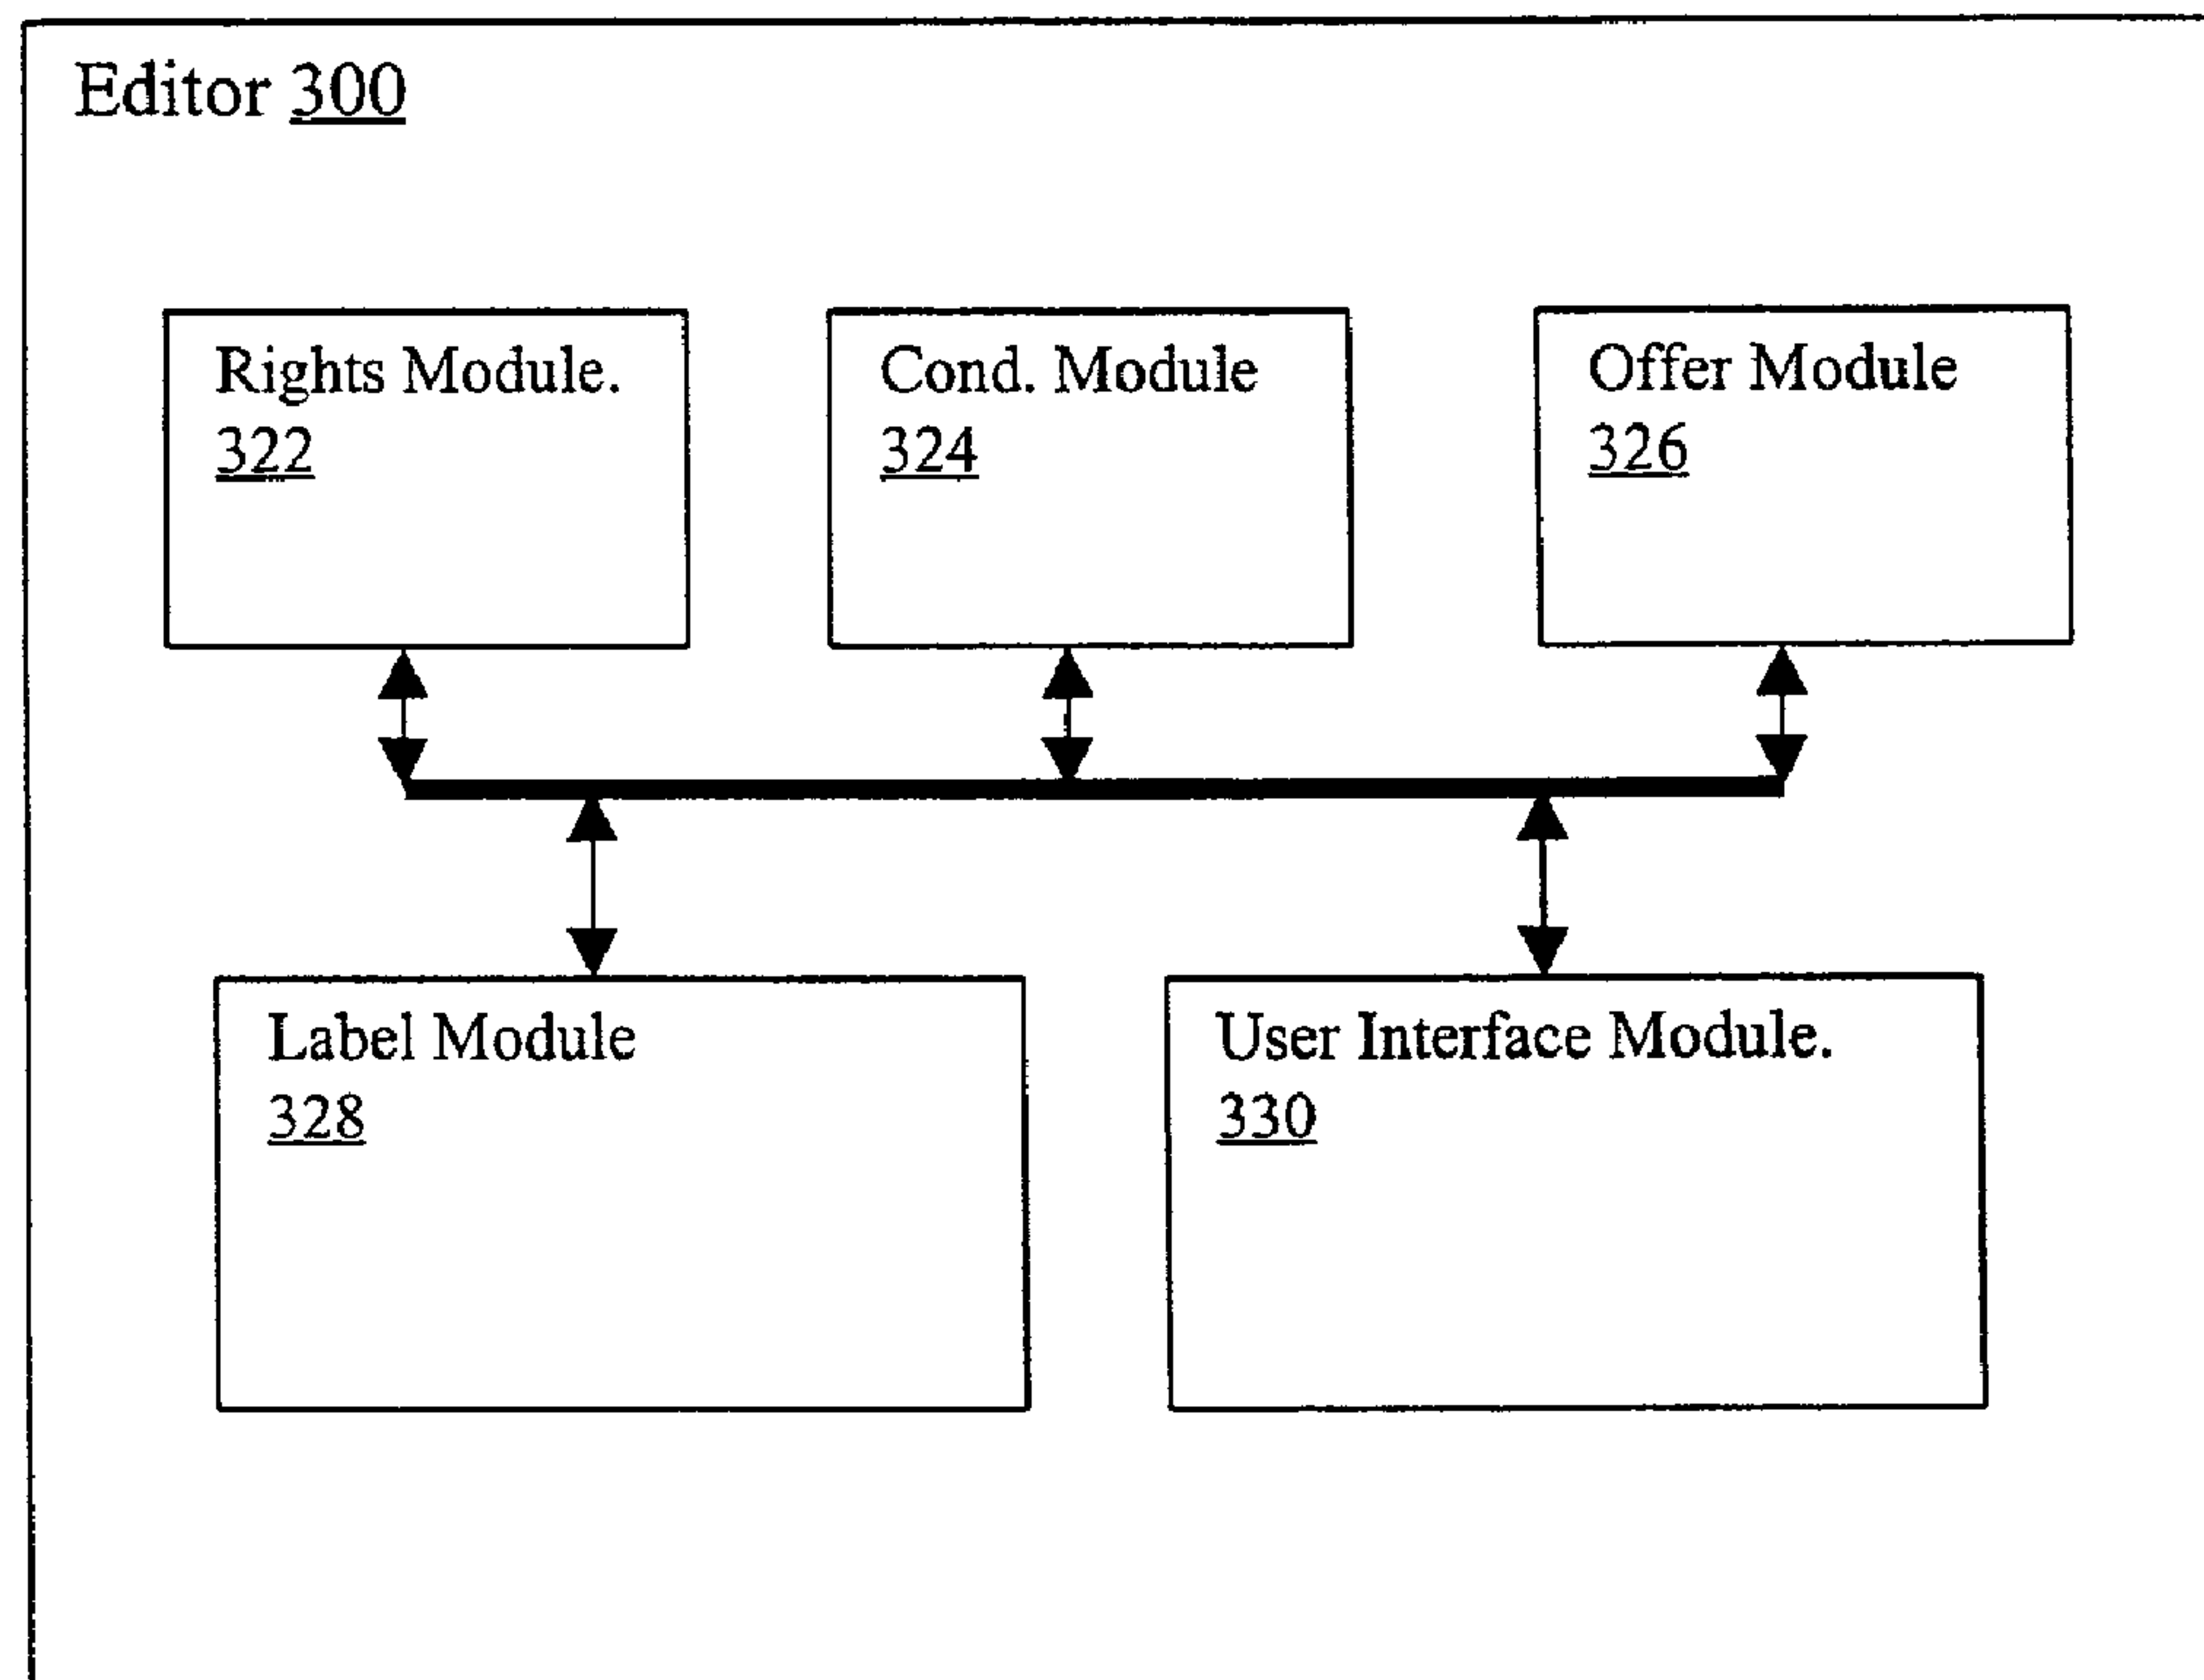 Editor 300
Rights Module.
322
Cond. Module
324
Offer Module
326
Label Module
328
User Interface Module.
330